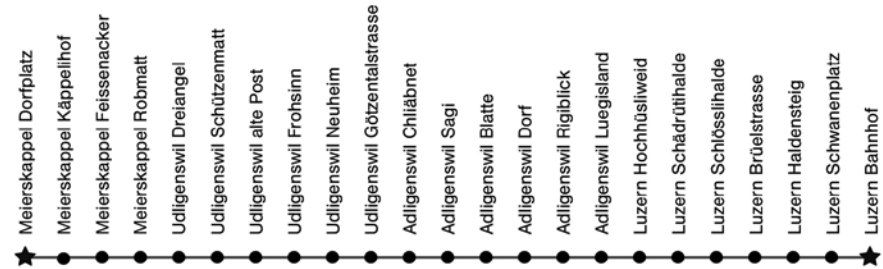 Meierskappel Dorfplatz
Meierskappel Käppelihof
Meierskappel Feissenacker
Meierskappel Robmatt
Udligenswil Dreiangel
Udligenswil Schützenmatt
Udligenswil alte Post
Udligenswil Frohsinn
Udligenswil Neuheim
Udligenswil Götzentalstrasse
Adligenswil Chliäbnet
Adligenswil Sagi
Adligenswil Blatte
Adligenswil Dorf
Adligenswil Rigiblick
Adligenswil Luegisland
Luzern Hochhüsliweid
Luzern Schädrütihalde
Luzern Schlösslihalde
Luzern Brüelstrasse
Luzern Haldensteig
Luzern Schwanenplatz
Luzern Bahnhof